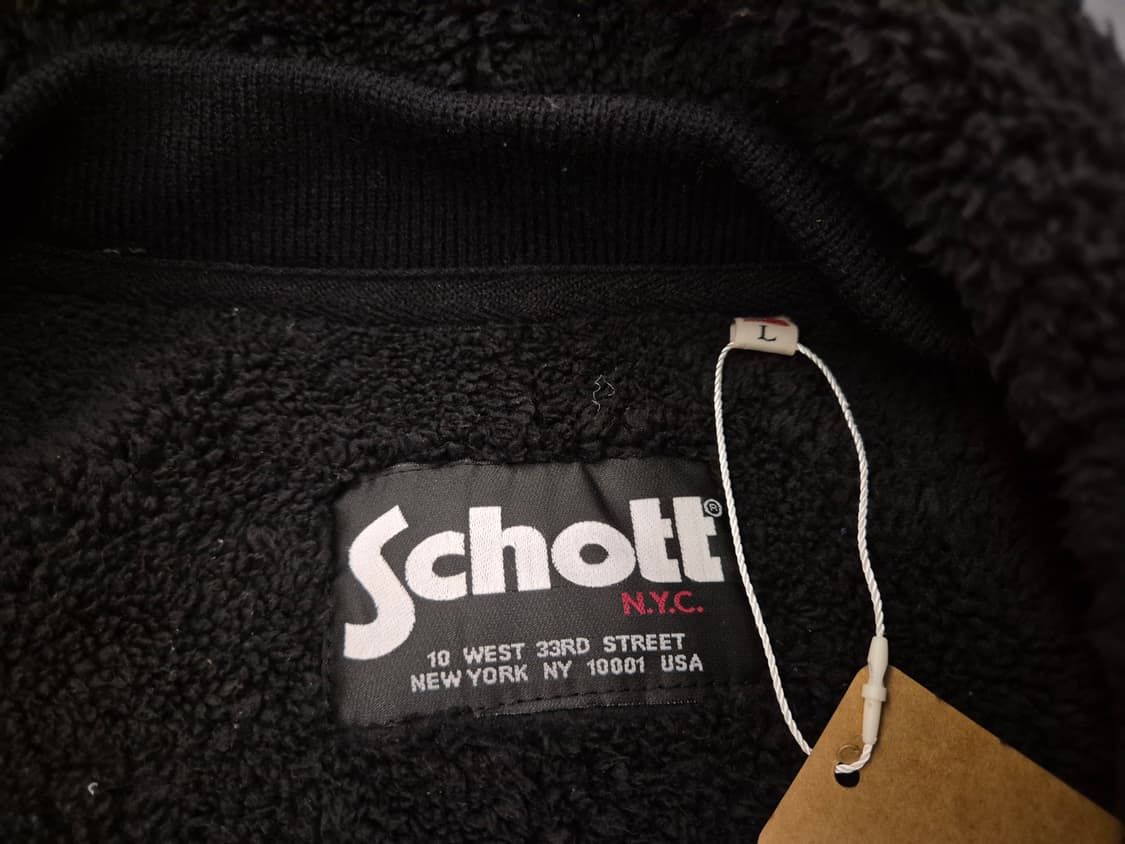 L
Schott®
N.Y.C.
10 WEST 33RD STREET
NEW YORK NY 10001 USA